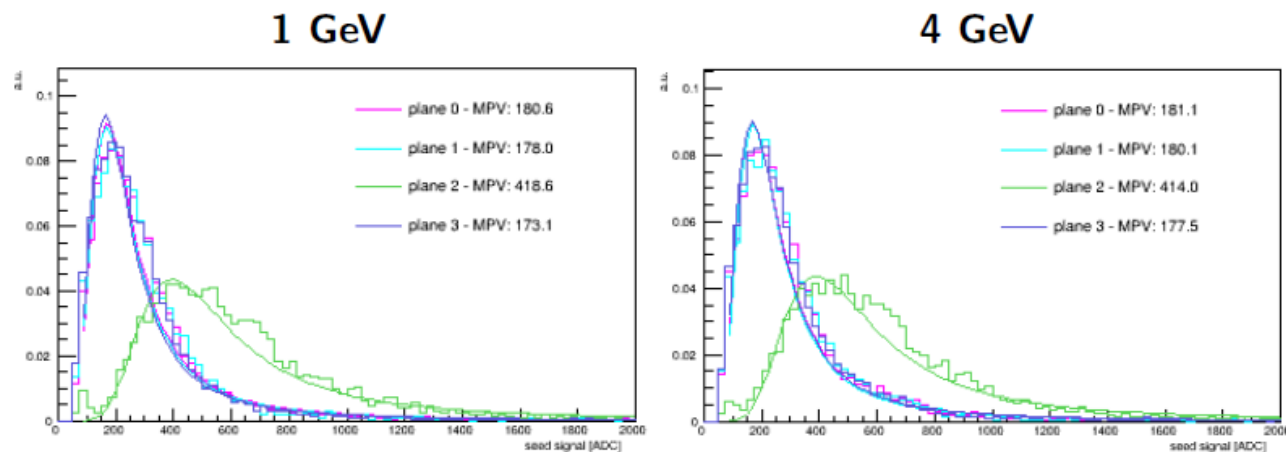 1 GeV
a.u.
0.1
0.08
0.06
0.04
0.02
0
plane 0 - MPV: 180.6
plane 1 - MPV: 178.0
plane 2 - MPV: 418.6
plane 3 - MPV: 173.1
0 200 400 600 800 1000 1200 1400 1600 1800 2000
seed signal [ADC]
4 GeV
a.u.
0.1
0.08
0.06
0.04
0.02
0
plane 0 - MPV: 181.1
plane 1 - MPV: 180.1
plane 2 - MPV: 414.0
plane 3 - MPV: 177.5
0 200 400 600 800 1000 1200 1400 1600 1800 2000
seed signal [ADC]